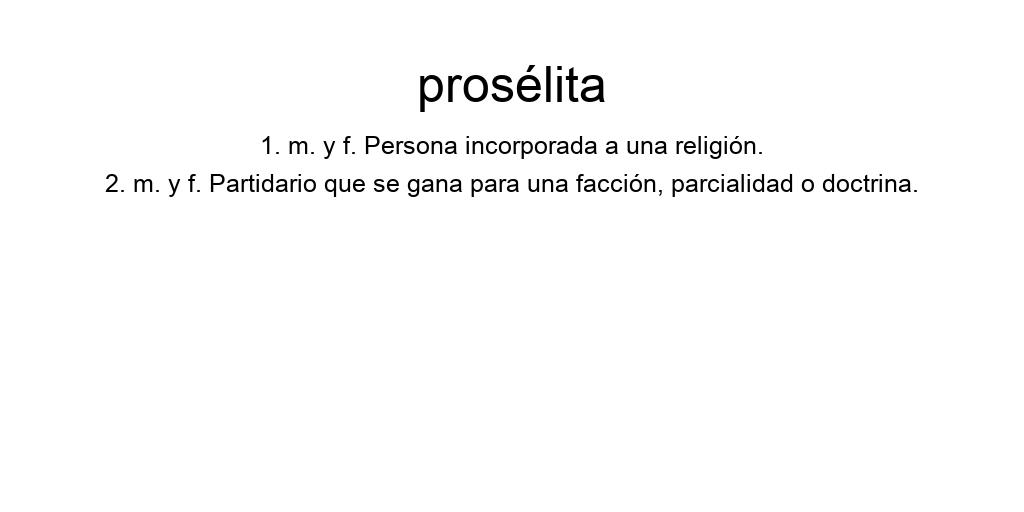 prosélita
1. m. y f. Persona incorporada a una religión.
2. m. y f. Partidario que se gana para una facción, parcialidad o doctrina.